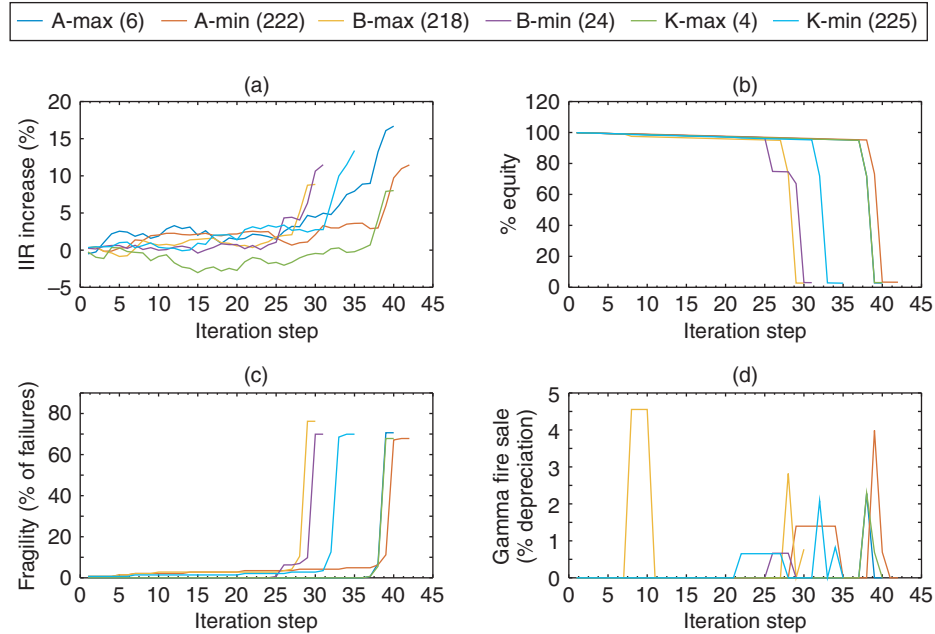 A-max (6) A-min (222) B-max (218) B-min (24) K-max (4) K-min (225)
(a)
IIR increase (%)
20
15
10
5
0
–5
0 5 10 15 20 25 30 35 40 45
Iteration step
(b)
% equity
120
100
80
60
40
20
0
0 5 10 15 20 25 30 35 40 45
Iteration step
(c)
Fragility (% of failures)
80
60
40
20
0
0 5 10 15 20 25 30 35 40 45
Iteration step
(d)
Gamma fire sale
(% depreciation)
5
4
5
3
2
1
0
0 5 10 15 20 25 30 35 40 45
Iteration step